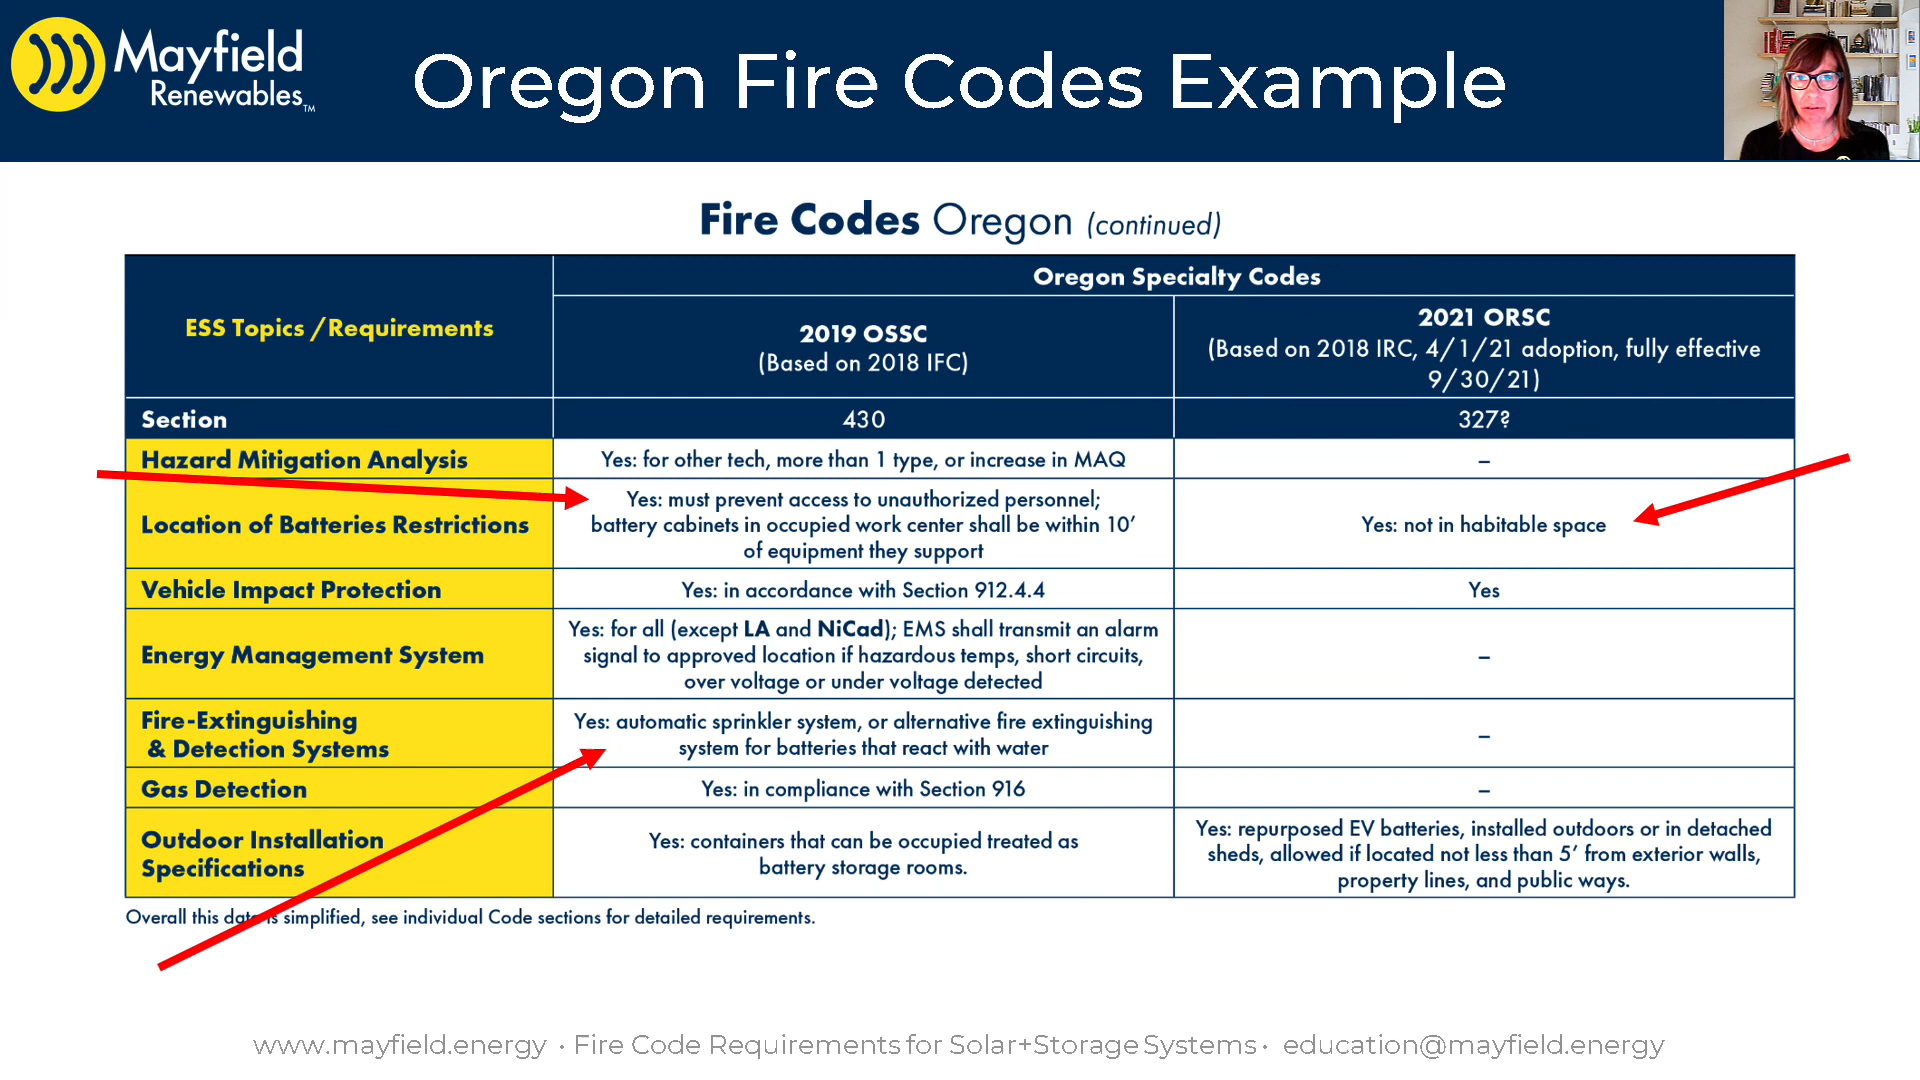 Mayfield
Renewables™
Oregon Fire Codes Example
Fire Codes Oregon (continued)
ESS Topics /Requirements
Oregon Specialty Codes
2019 OSSC
(Based on 2018 IFC)
2021 ORSC
(Based on 2018 IRC, 4/1/21 adoption, fully effective
9/30/21)
Section
430
327?
Hazard Mitigation Analysis
Yes: for other tech, more than 1 type, or increase in MAQ
–
Location of Batteries Restrictions
Yes: must prevent access to unauthorized personnel;
battery cabinets in occupied work center shall be within 10’
of equipment they support
Yes: not in habitable space
Vehicle Impact Protection
Yes: in accordance with Section 912.4.4
Yes
Energy Management System
Yes: for all (except LA and NiCad); EMS shall transmit an alarm
signal to approved location if hazardous temps, short circuits,
over voltage or under voltage detected
–
Fire-Extinguishing
& Detection Systems
Yes: automatic sprinkler system, or alternative fire extinguishing
system for batteries that react with water
–
Gas Detection
Yes: in compliance with Section 916
–
Outdoor Installation
Specifications
Yes: containers that can be occupied treated as
battery storage rooms.
Yes: repurposed EV batteries, installed outdoors or in detached
sheds, allowed if located not less than 5’ from exterior walls,
property lines, and public ways.
Overall this data is simplified, see individual Code sections for detailed requirements.
www.mayfield.energy · Fire Code Requirements for Solar+Storage Systems · education@mayfield.energy